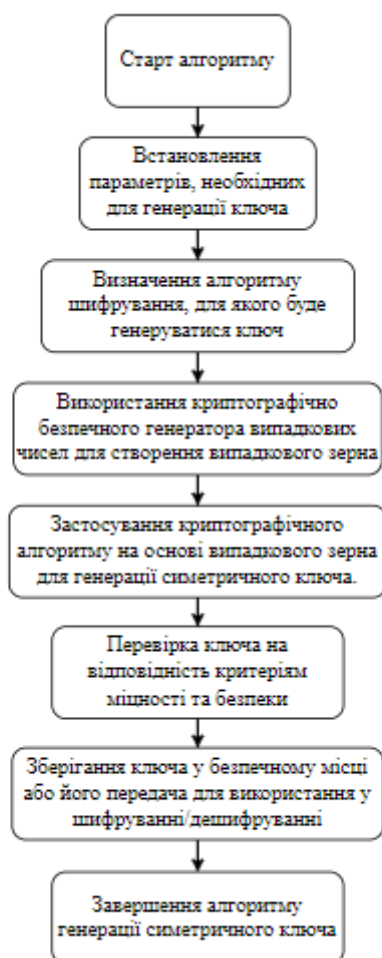 Старт алгоритму
Встановлення
параметрів, необхідних
для генерації ключа
Визначення алгоритму
шифрування, для якого буде
генеруватися ключ
Використання криптографічно
безпечного генератора випадкових
чисел для створення випадкового зерна
Застосування криптографічного
алгоритму на основі випадкового зерна
для генерації симетричного ключа.
Перевірка ключа на
відповідність критеріям
міцності та безпеки
Зберігання ключа у безпечному місці
або його передача для використання у
шифруванні/дешифруванні
Завершення алгоритму
генерації симетричного ключа